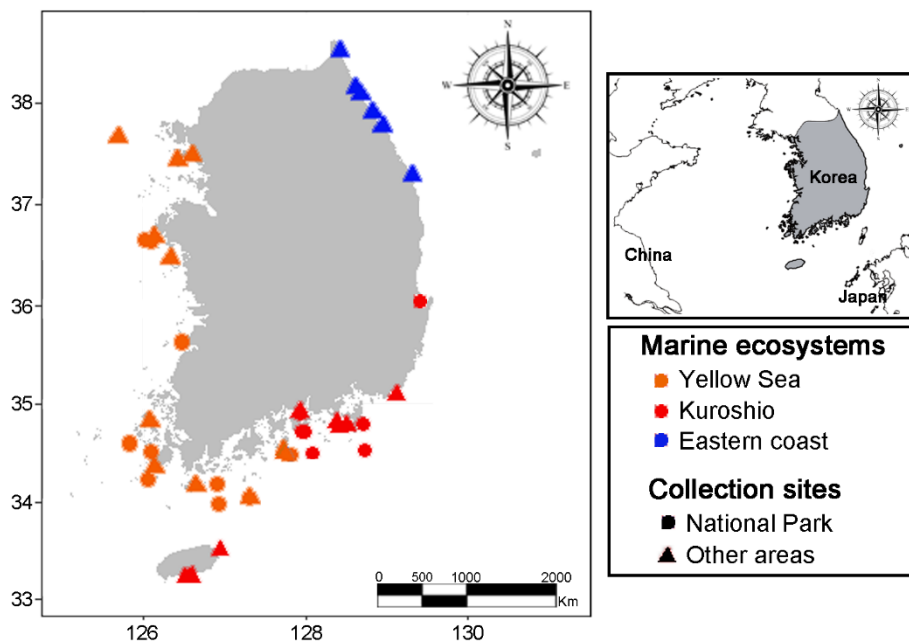 N
W
E
S
38
37
36
35
34
33
126
128
130
0 500 1000 2000
Km
N
W
E
S
Korea
China
Japan
Marine ecosystems
Yellow Sea
Kuroshio
Eastern coast
Collection sites
National Park
Other areas